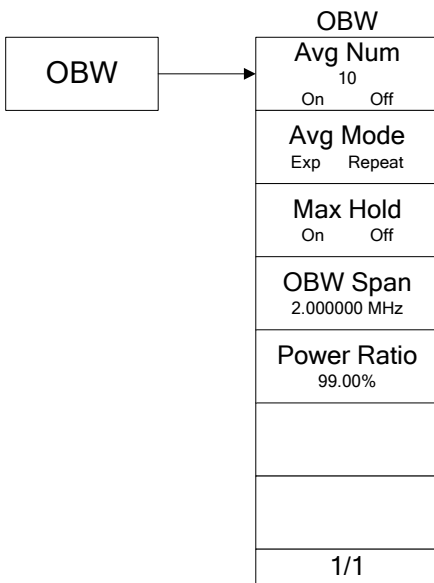 OBW
OBW
Avg Num
10
On Off
Avg Mode
Exp Repeat
Max Hold
On Off
OBW Span
2.000000 MHz
Power Ratio
99.00%
1/1